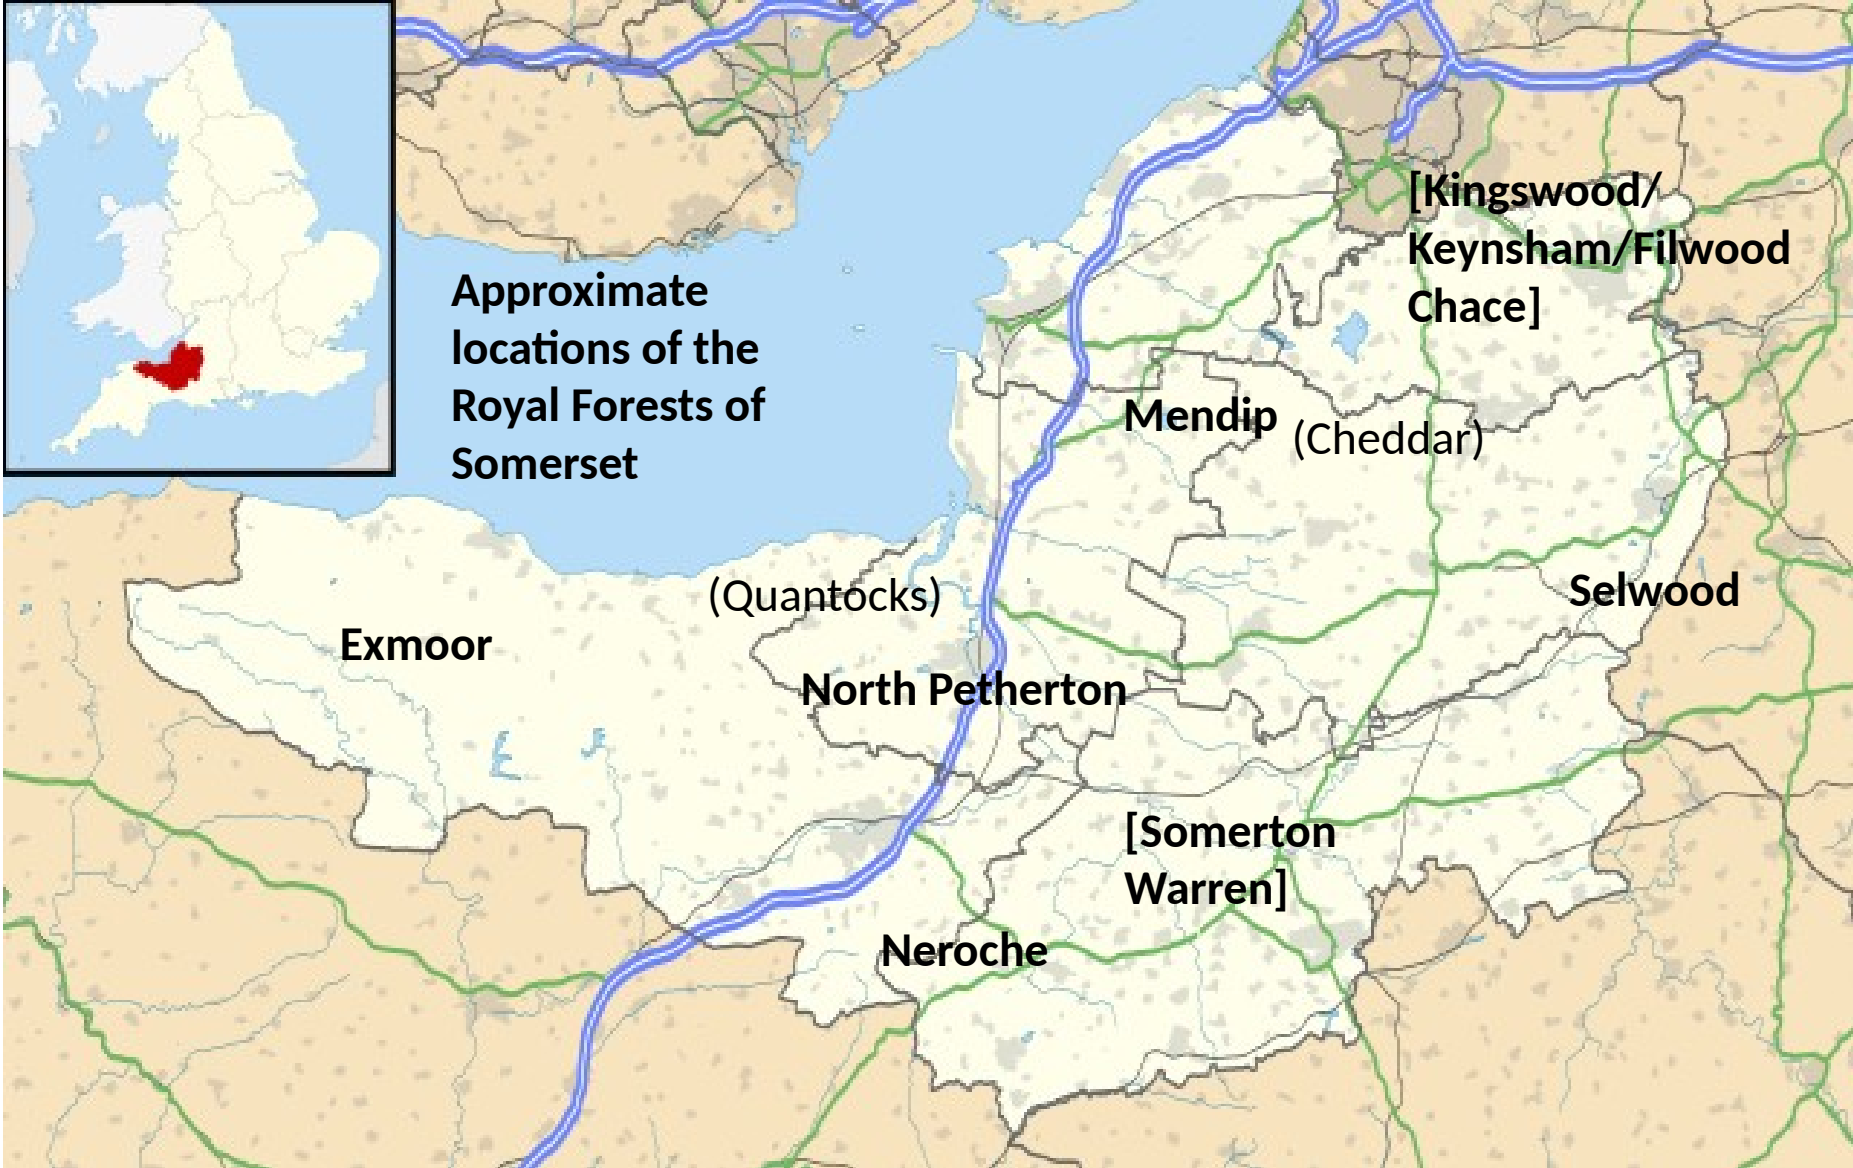 [Kingswood/
Keynsham/Filwood
Chace]
Approximate
locations of the
Royal Forests of
Somerset
Mendip
(Cheddar)
(Quantocks)
Selwood
Exmoor
North Petherton
[Somerton
Warren]
Neroche